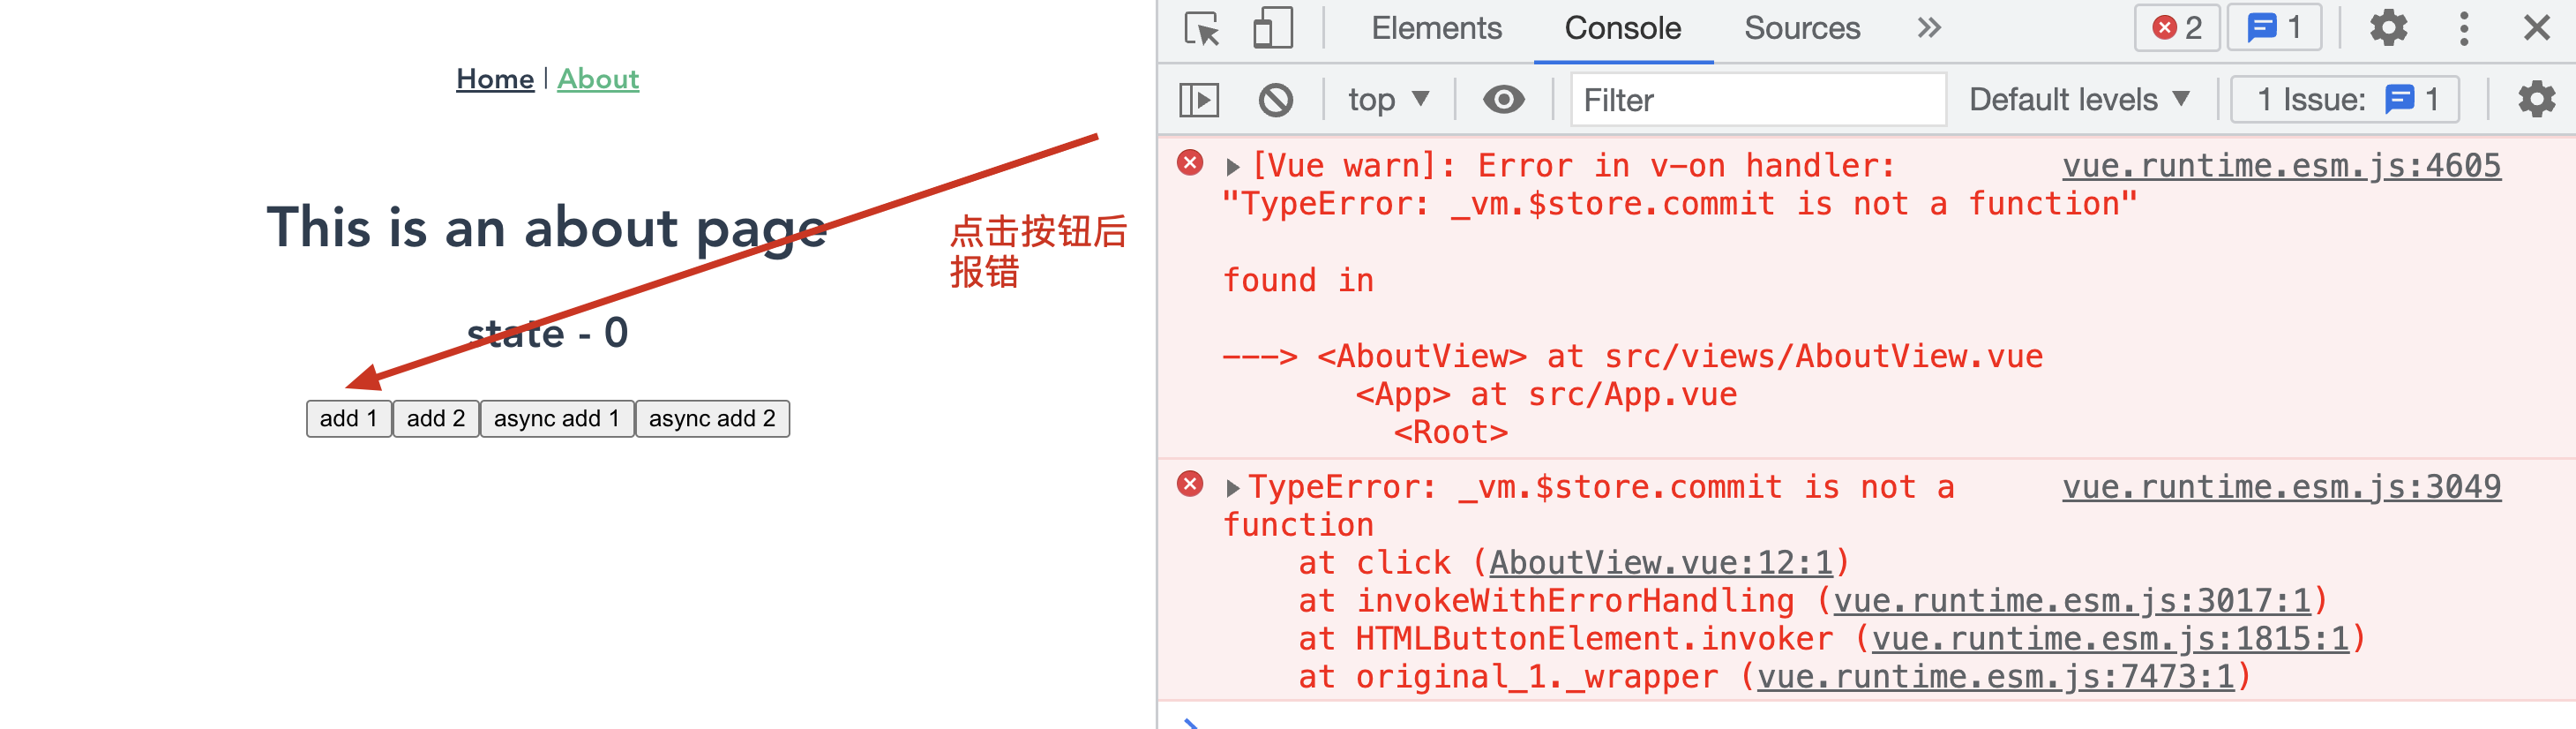 Home | About
This is an about page
state - 0
add 1 add 2 async add 1 async add 2
点击按钮后
报错
Elements Console Sources 2 1
top Filter Default levels 1 Issue: 1
[Vue warn]: Error in v-on handler: vue.runtime.esm.js:4605
"TypeError: _vm.$store.commit is not a function"
found in
---> <AboutView> at src/views/AboutView.vue
<App> at src/App.vue
<Root>
TypeError: _vm.$store.commit is not a vue.runtime.esm.js:3049
function
at click (AboutView.vue:12:1)
at invokeWithErrorHandling (vue.runtime.esm.js:3017:1)
at HTMLButtonElement.invoker (vue.runtime.esm.js:1815:1)
at original_1._wrapper (vue.runtime.esm.js:7473:1)